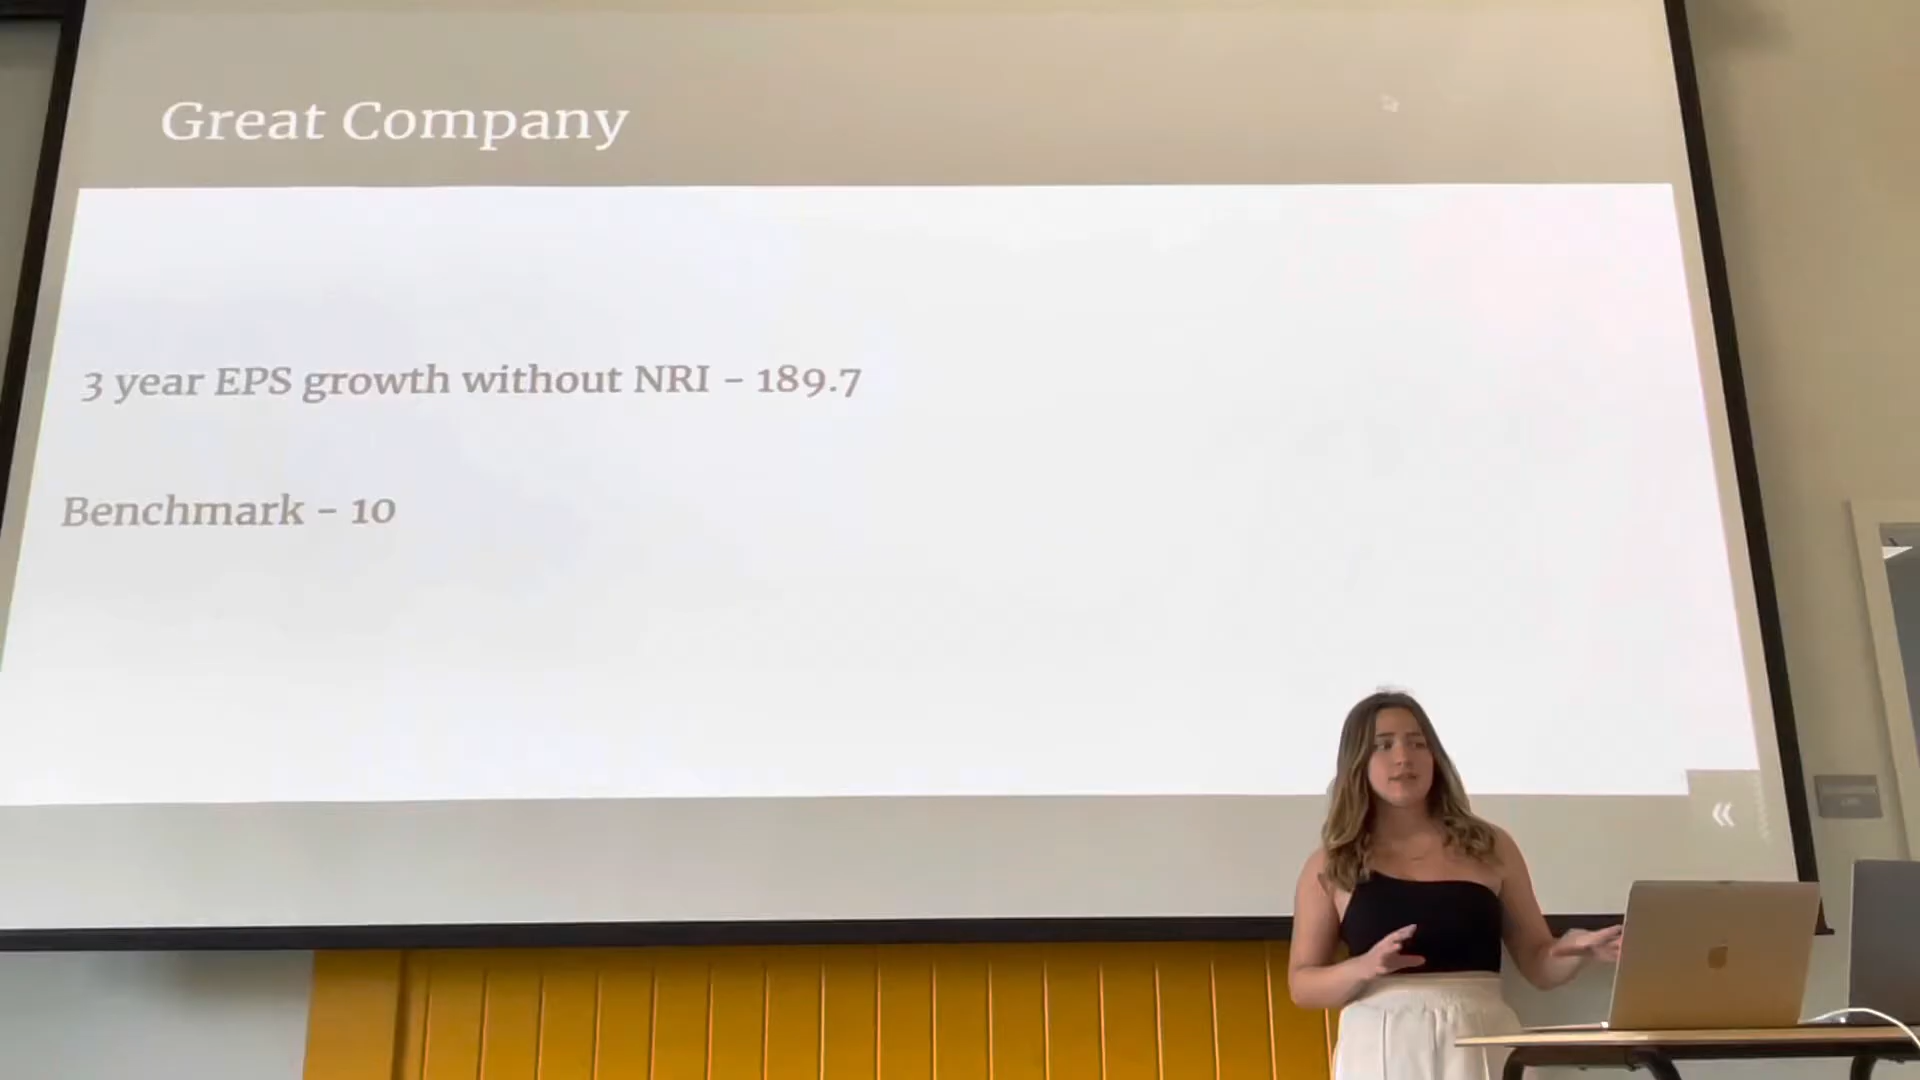 Great Company
3 year EPS growth without NRI – 189.7
Benchmark – 10